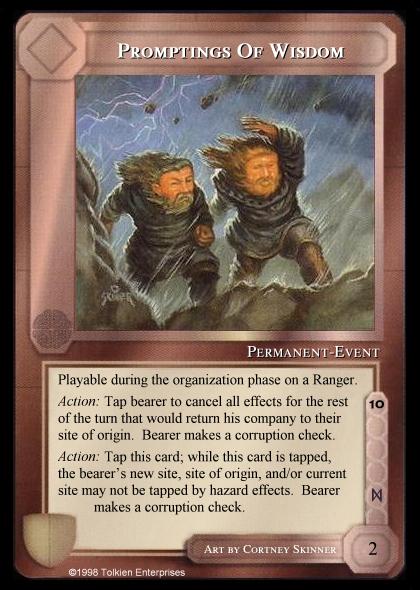 PROMPTINGS OF WISDOM
SKINNER
PERMANENT-EVENT
Playable during the organization phase on a Ranger.
Action: Tap bearer to cancel all effects for the rest
of the turn that would return his company to their
site of origin. Bearer makes a corruption check.
10
Action: Tap this card; while this card is tapped,
the bearer's new site, site of origin, and/or current
site may not be tapped by hazard effects. Bearer
makes a corruption check.
ART BY CORTNEY SKINNER
2
©1998 Tolkien Enterprises